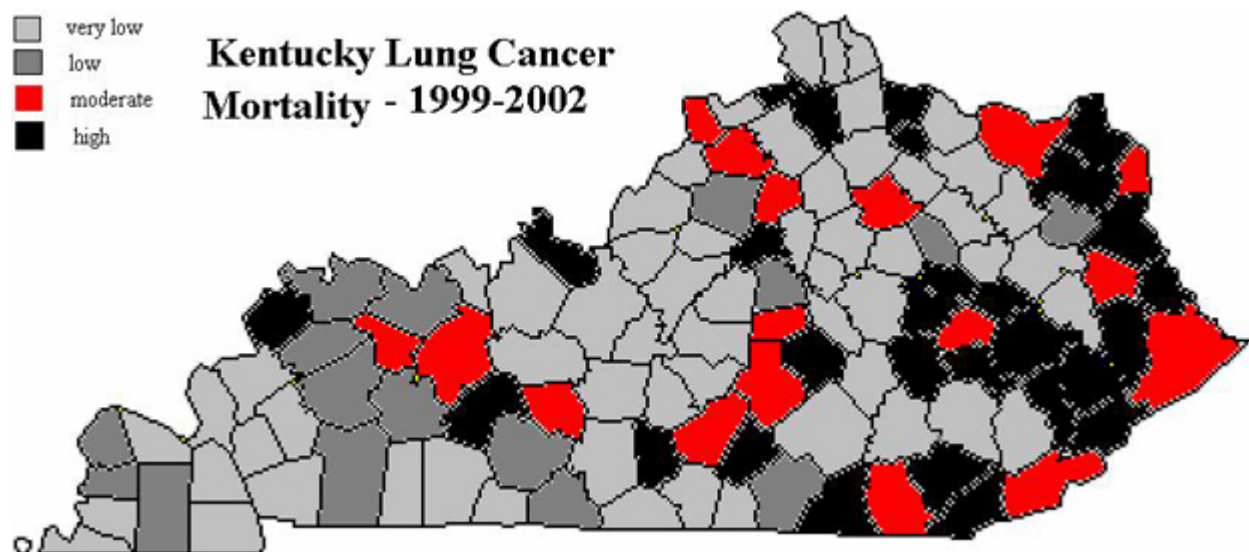 very low
low
moderate
high
Kentucky Lung Cancer
Mortality - 1999-2002